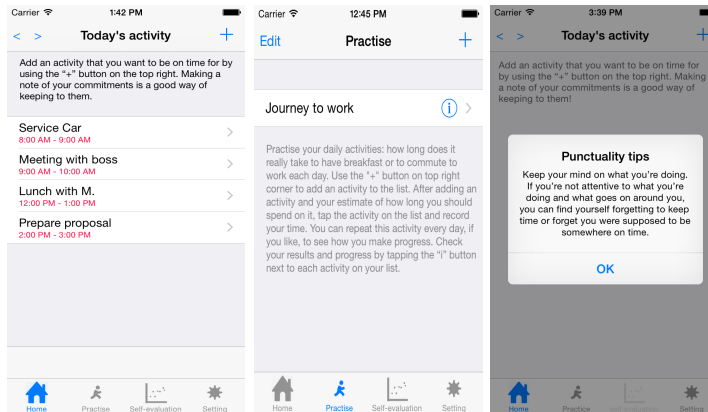 Carrier 1:42 PM
< > Today's activity +
Add an activity that you want to be on time for by
using the "+" button on the top right. Making a
note of your commitments is a good way of
keeping to them.
Service Car
8:00 AM - 9:00 AM
Meeting with boss
9:00 AM - 10:00 AM
Lunch with M.
12:00 PM - 1:00 PM
Prepare proposal
2:00 PM - 3:00 PM
Home Practise Self-evaluation Setting
Carrier 12:45 PM
Edit Practise +
Journey to work i
Practise your daily activities: how long does it
really take to have breakfast or to commute to
work each day. Use the "+" button on top right
corner to add an activity to the list. After adding an
activity and your estimate of how long you should
spend on it, tap the activity on the list and record
your time. You can repeat this activity every day, if
you like, to see how you make progress. Check
your results and progress by tapping the "i" button
next to each activity on your list.
Home Practise Self-evaluation Setting
Carrier 3:39 PM
< > Today's activity +
Add an activity that you want to be on time for
by using the "+" button on the top right. Making
a note of your commitments is a good way of
keeping to them!
Punctuality tips
Keep your mind on what you're doing.
If you're not attentive to what you're
doing and what goes on around you,
you can find yourself forgetting to keep
time or forget you were supposed to be
somewhere on time.
OK
Home Practise Self-evaluation Setting